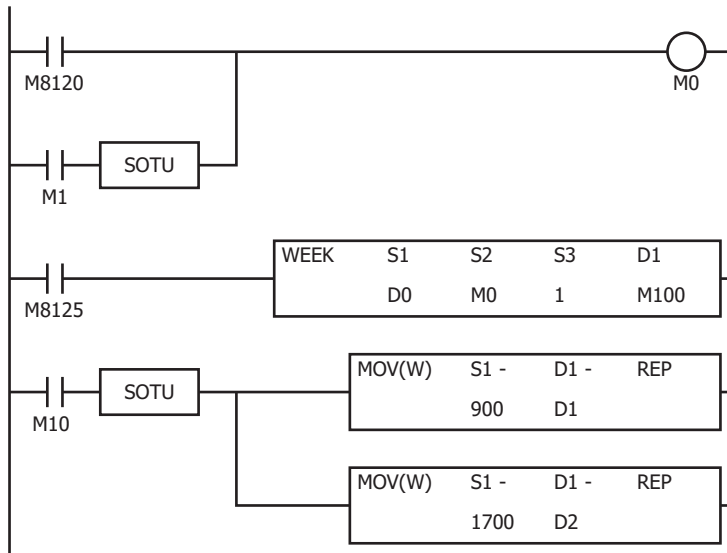 M8120
M0
SOTU
M1
WEEK S1 S2 S3 D1
D0 M0 1 M100
M8125
MOV(W) S1 - D1 - REP
900 D1
SOTU
M10
MOV(W) S1 - D1 - REP
1700 D2